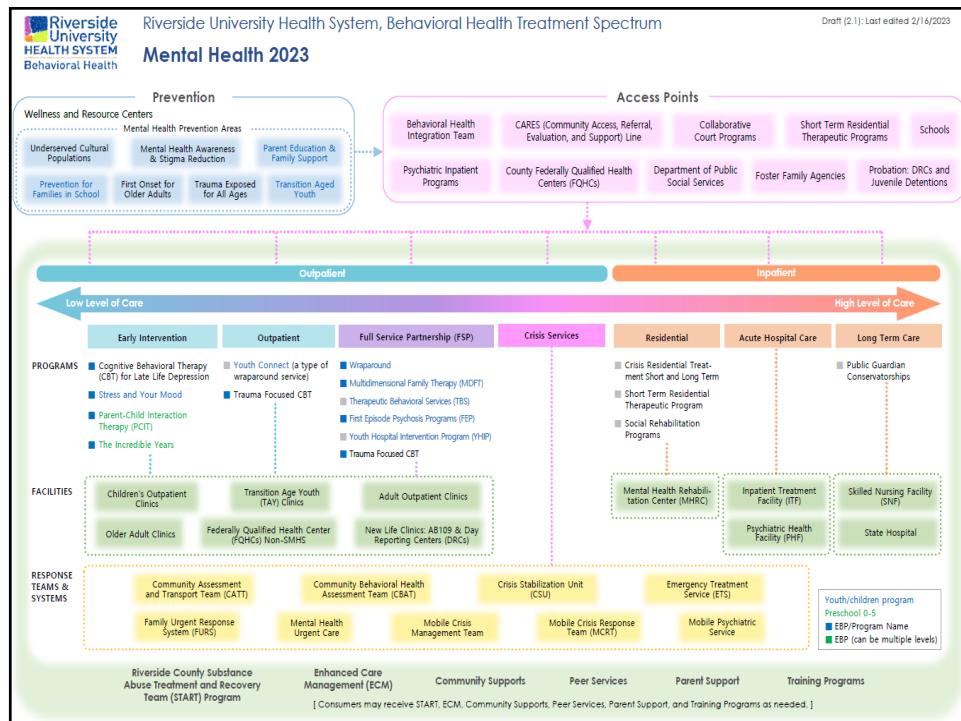 Riverside
University
HEALTH SYSTEM
Behavioral Health
Riverside University Health System, Behavioral Health Treatment Spectrum
Mental Health 2023
Draft (2.1): Last edited 2/16/2023
Prevention
Wellness and Resource Centers
Mental Health Prevention Areas
Underserved Cultural
Populations
Mental Health Awareness
& Stigma Reduction
Parent Education &
Family Support
Prevention for
Families in School
First Onset for
Older Adults
Trauma Exposed
for All Ages
Transition Aged
Youth
Access Points
Behavioral Health
Integration Team
CARES (Community Access, Referral,
Evaluation, and Support) Line
Collaborative
Court Programs
Short Term Residential
Therapeutic Programs
Schools
Psychiatric Inpatient
Programs
County Federally Qualified Health
Centers (FQHCs)
Department of Public
Social Services
Foster Family Agencies
Probation: DRCs and
Juvenile Detentions
Outpatient
Inpatient
Low Level of Care
High Level of Care
Early Intervention
Outpatient
Full Service Partnership (FSP)
Crisis Services
Residential
Acute Hospital Care
Long Term Care
PROGRAMS
Cognitive Behavioral Therapy
(CBT) for Late Life Depression
Stress and Your Mood
Parent-Child Interaction
Therapy (PCIT)
The Incredible Years
Youth Connect (a type of
wraparound service)
Trauma Focused CBT
Wraparound
Multidimensional Family Therapy (MDFT)
Therapeutic Behavioral Services (TBS)
First Episode Psychosis Programs (FEP)
Youth Hospital Intervention Program (YHIP)
Trauma Focused CBT
Crisis Residential Treat-
ment Short and Long Term
Short Term Residential
Therapeutic Program
Social Rehabilitation
Programs
Public Guardian
Conservatorships
FACILITIES
Children's Outpatient
Clinics
Transition Age Youth
(TAY) Clinics
Adult Outpatient Clinics
Older Adult Clinics
Federally Qualified Health Center
(FQHCs) Non-SMHS
New Life Clinics: AB109 & Day
Reporting Centers (DRCs)
Mental Health Rehabili-
tation Center (MHRC)
Inpatient Treatment
Facility (ITF)
Psychiatric Health
Facility (PHF)
Skilled Nursing Facility
(SNF)
State Hospital
RESPONSE
TEAMS &
SYSTEMS
Community Assessment
and Transport Team (CATT)
Community Behavioral Health
Assessment Team (CBAT)
Crisis Stabilization Unit
(CSU)
Emergency Treatment
Service (ETS)
Family Urgent Response
System (FURS)
Mental Health
Urgent Care
Mobile Crisis
Management Team
Mobile Crisis Response
Team (MCRT)
Mobile Psychiatric
Service
Youth/children program
Preschool 0-5
EBP/Program Name
EBP (can be multiple levels)
Riverside County Substance
Abuse Treatment and Recovery
Team (START) Program
Enhanced Care
Management (ECM)
Community Supports
Peer Services
Parent Support
Training Programs
[ Consumers may receive START, ECM, Community Supports, Peer Services, Parent Support, and Training Programs as needed. ]